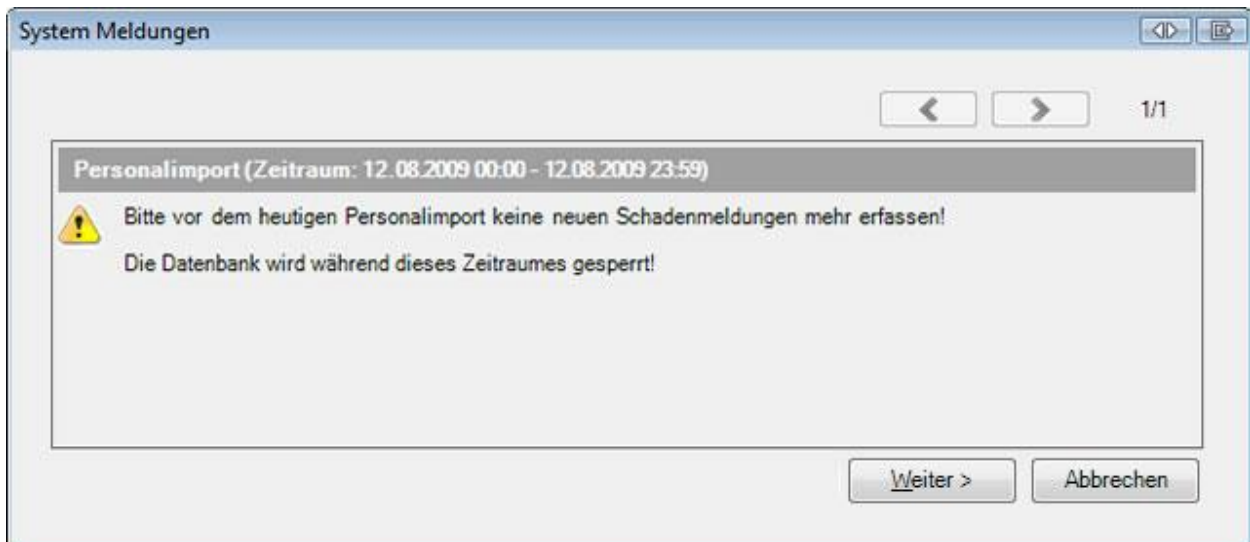 System Meldungen
1/1
Personalimport (Zeitraum: 12.08.2009 00:00 - 12.08.2009 23:59)
Bitte vor dem heutigen Personalimport keine neuen Schadenmeldungen mehr erfassen!
Die Datenbank wird während dieses Zeitraumes gesperrt!
Weiter > Abbrechen